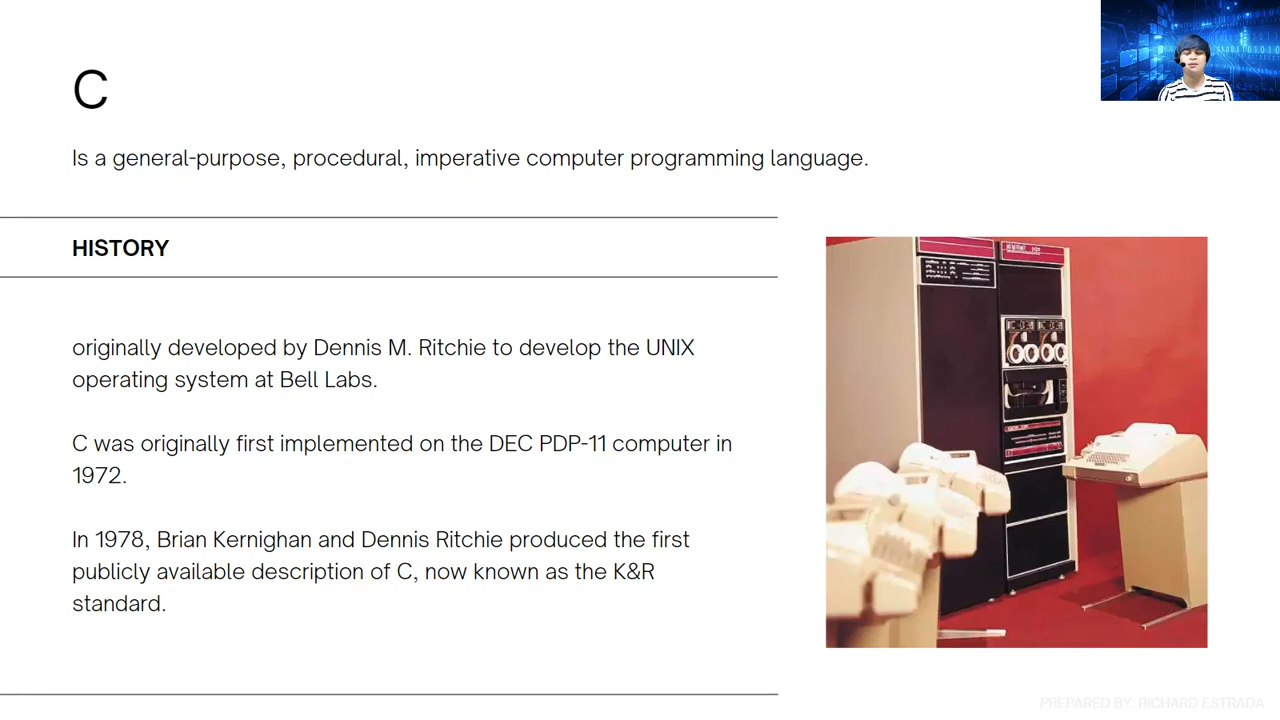 C
Is a general-purpose, procedural, imperative computer programming language.
HISTORY
originally developed by Dennis M. Ritchie to develop the UNIX
operating system at Bell Labs.
C was originally first implemented on the DEC PDP-11 computer in
1972.
In 1978, Brian Kernighan and Dennis Ritchie produced the first
publicly available description of C, now known as the K&R
standard.
PREPARED BY: RICHARD ESTRADA